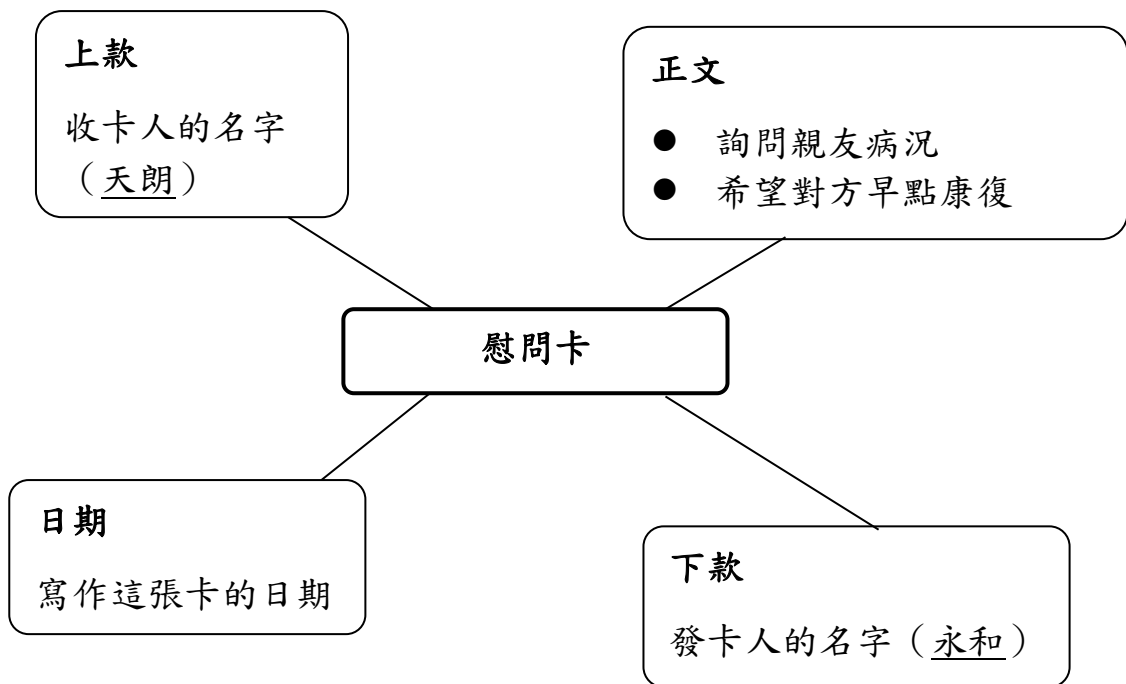 上款
收卡人的名字
（天朗）
正文
● 詢問親友病況
● 希望對方早點康復
慰問卡
日期
寫作這張卡的日期
下款
發卡人的名字（永和）